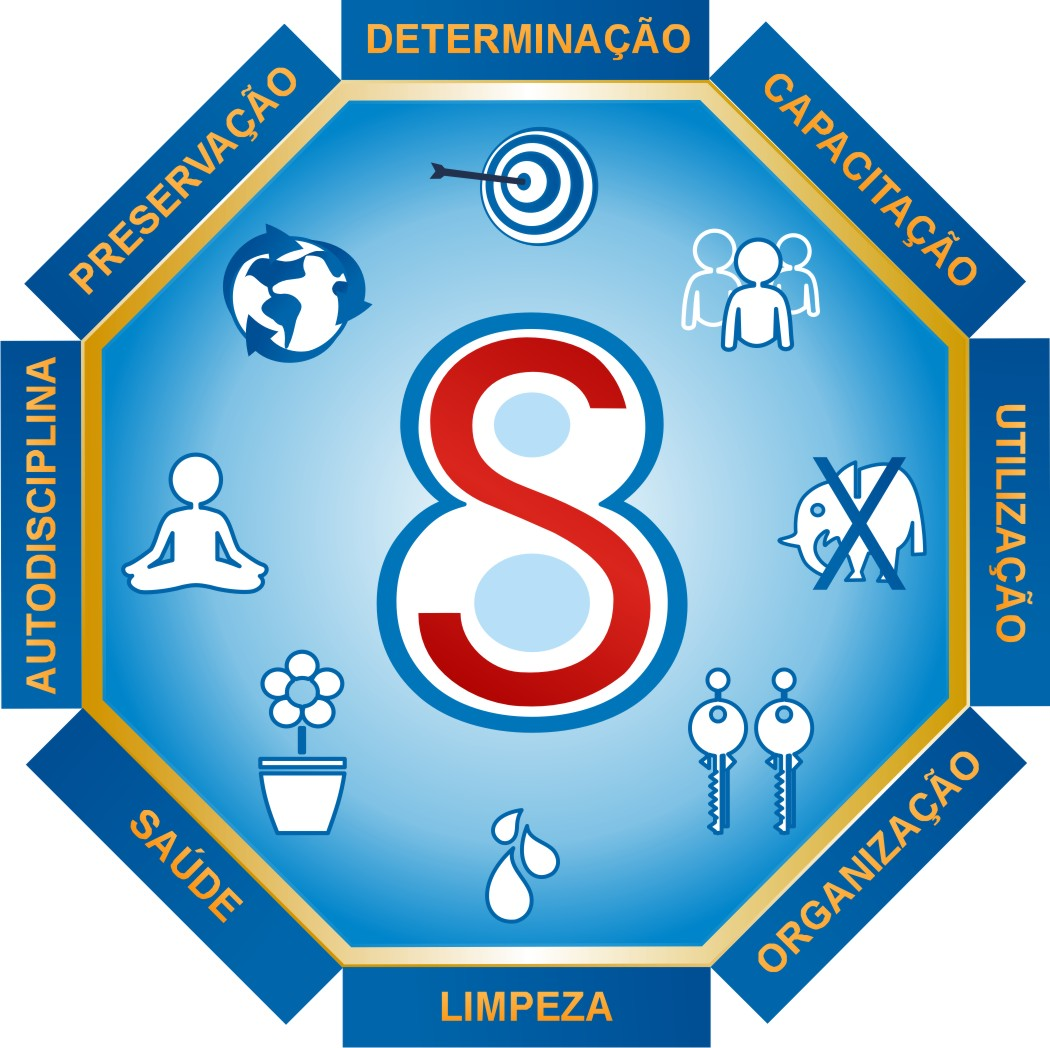 DETERMINAÇÃO
CAPACITAÇÃO
UTILIZAÇÃO
ORGANIZAÇÃO
LIMPEZA
SAÚDE
AUTODISCIPLINA
PRESERVAÇÃO
8
S